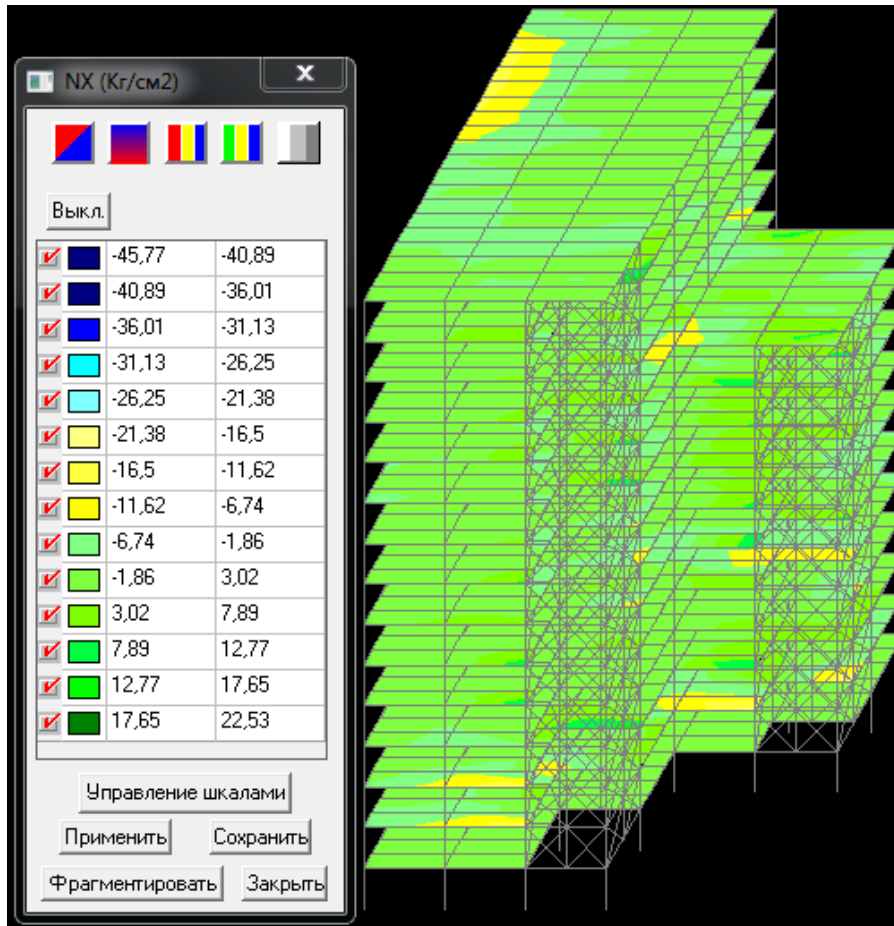 NX (Кг/см2)
Выкл.
-45,77 -40,89
-40,89 -36,01
-36,01 -31,13
-31,13 -26,25
-26,25 -21,38
-21,38 -16,5
-16,5 -11,62
-11,62 -6,74
-6,74 -1,86
-1,86 3,02
3,02 7,89
7,89 12,77
12,77 17,65
17,65 22,53
Управление шкалами
Применить Сохранить
Фрагментировать Закрыть